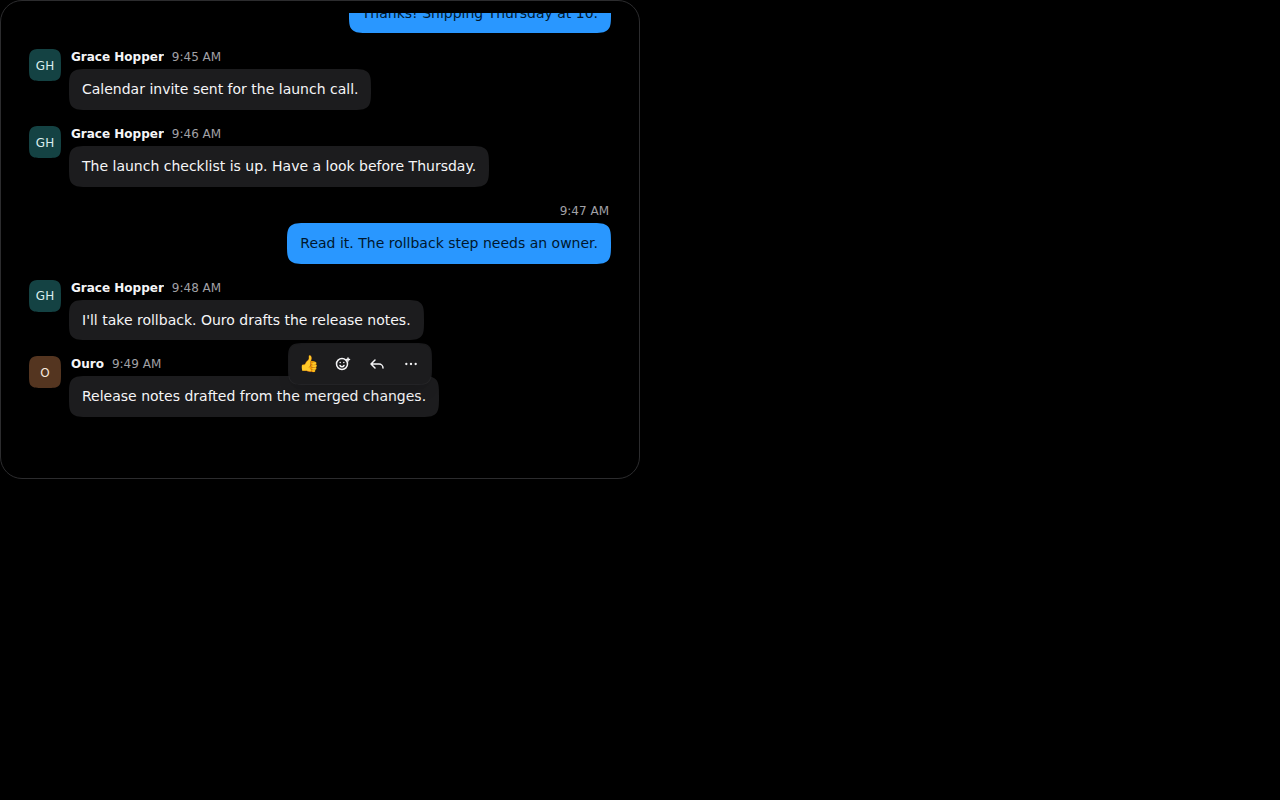 Thanks! Shipping Thursday at 10.
GH
Grace Hopper 9:45 AM
Calendar invite sent for the launch call.
GH
Grace Hopper 9:46 AM
The launch checklist is up. Have a look before Thursday.
9:47 AM
Read it. The rollback step needs an owner.
GH
Grace Hopper 9:48 AM
I'll take rollback. Ouro drafts the release notes.
O
Ouro 9:49 AM
Release notes drafted from the merged changes.